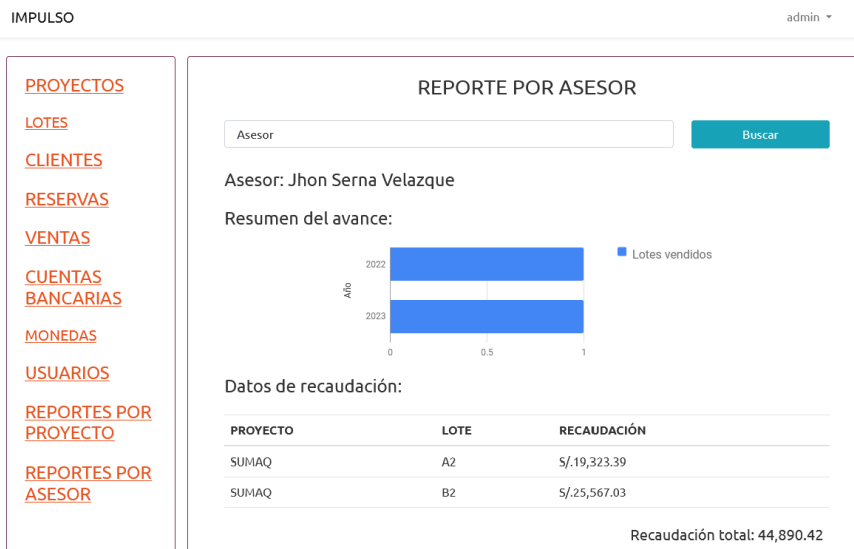 IMPULSO
admin
PROYECTOS
LOTES
CLIENTES
RESERVAS
VENTAS
CUENTAS
BANCARIAS
MONEDAS
USUARIOS
REPORTES POR
PROYECTO
REPORTES POR
ASESOR
REPORTE POR ASESOR
Asesor
Buscar
Asesor: Jhon Serna Velazque
Resumen del avance:
Lotes vendidos
Año
2022
2023
0 0.5 1
Datos de recaudación:
PROYECTO LOTE RECAUDACIÓN
SUMAQ A2 S/.19,323.39
SUMAQ B2 S/.25,567.03
Recaudación total: 44,890.42